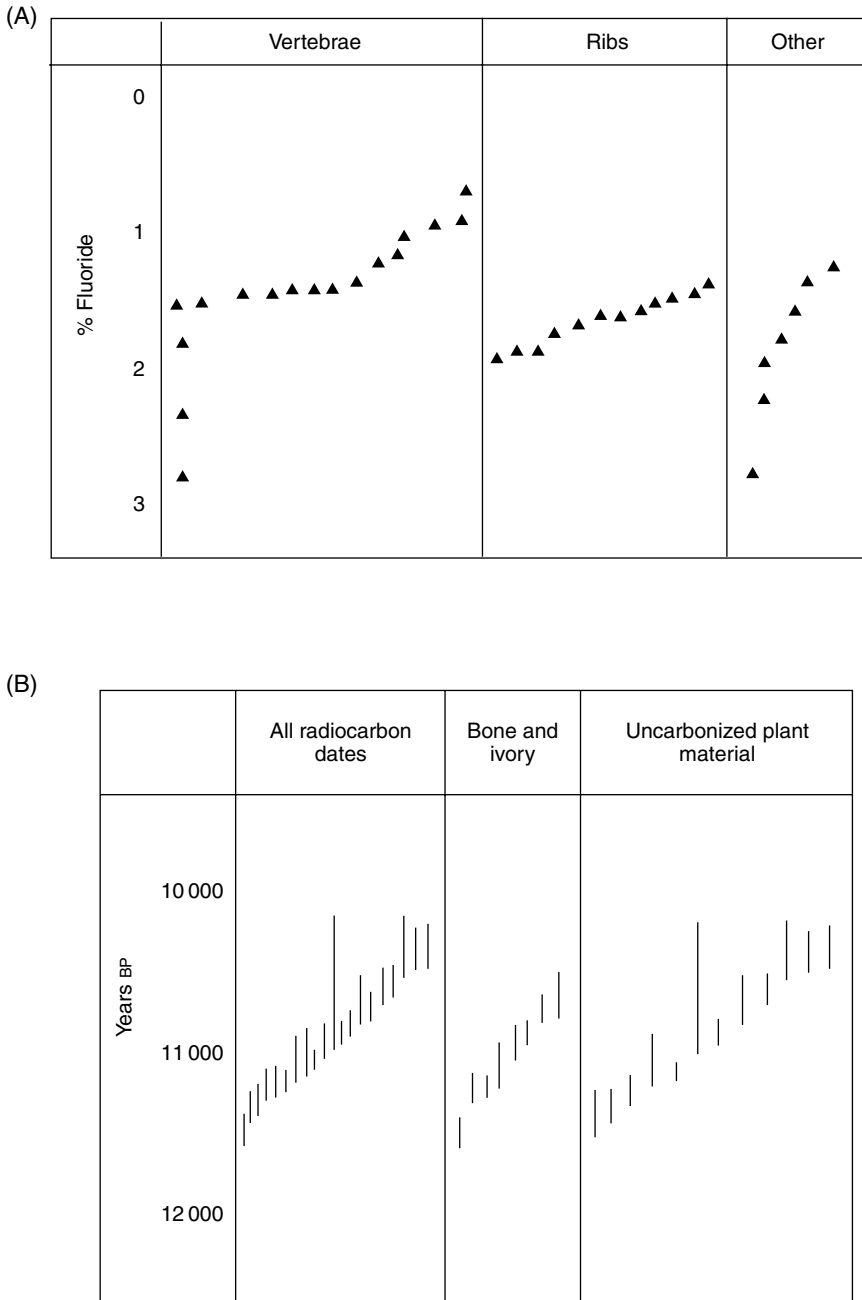 (A)
Vertebrae Ribs Other
0
1
2
3
% Fluoride
(B)
All radiocarbon
dates
Bone and
ivory
Uncarbonized plant
material
10 000
11 000
12 000
Years BP